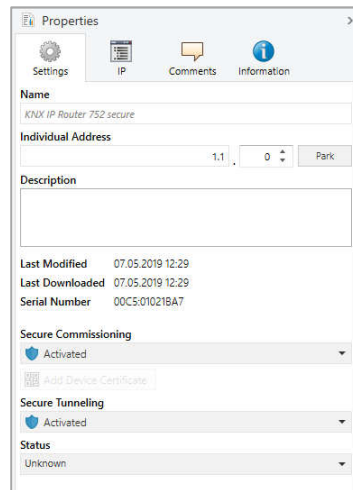 Properties
Settings
IP
Comments
Information
Name
KNX IP Router 752 secure
Individual Address
1.1 . 0 Park
Description
Last Modified 07.05.2019 12:29
Last Downloaded 07.05.2019 12:29
Serial Number 00C5:01021BA7
Secure Commissioning
Activated
Add Device Certificate
Secure Tunneling
Activated
Status
Unknown